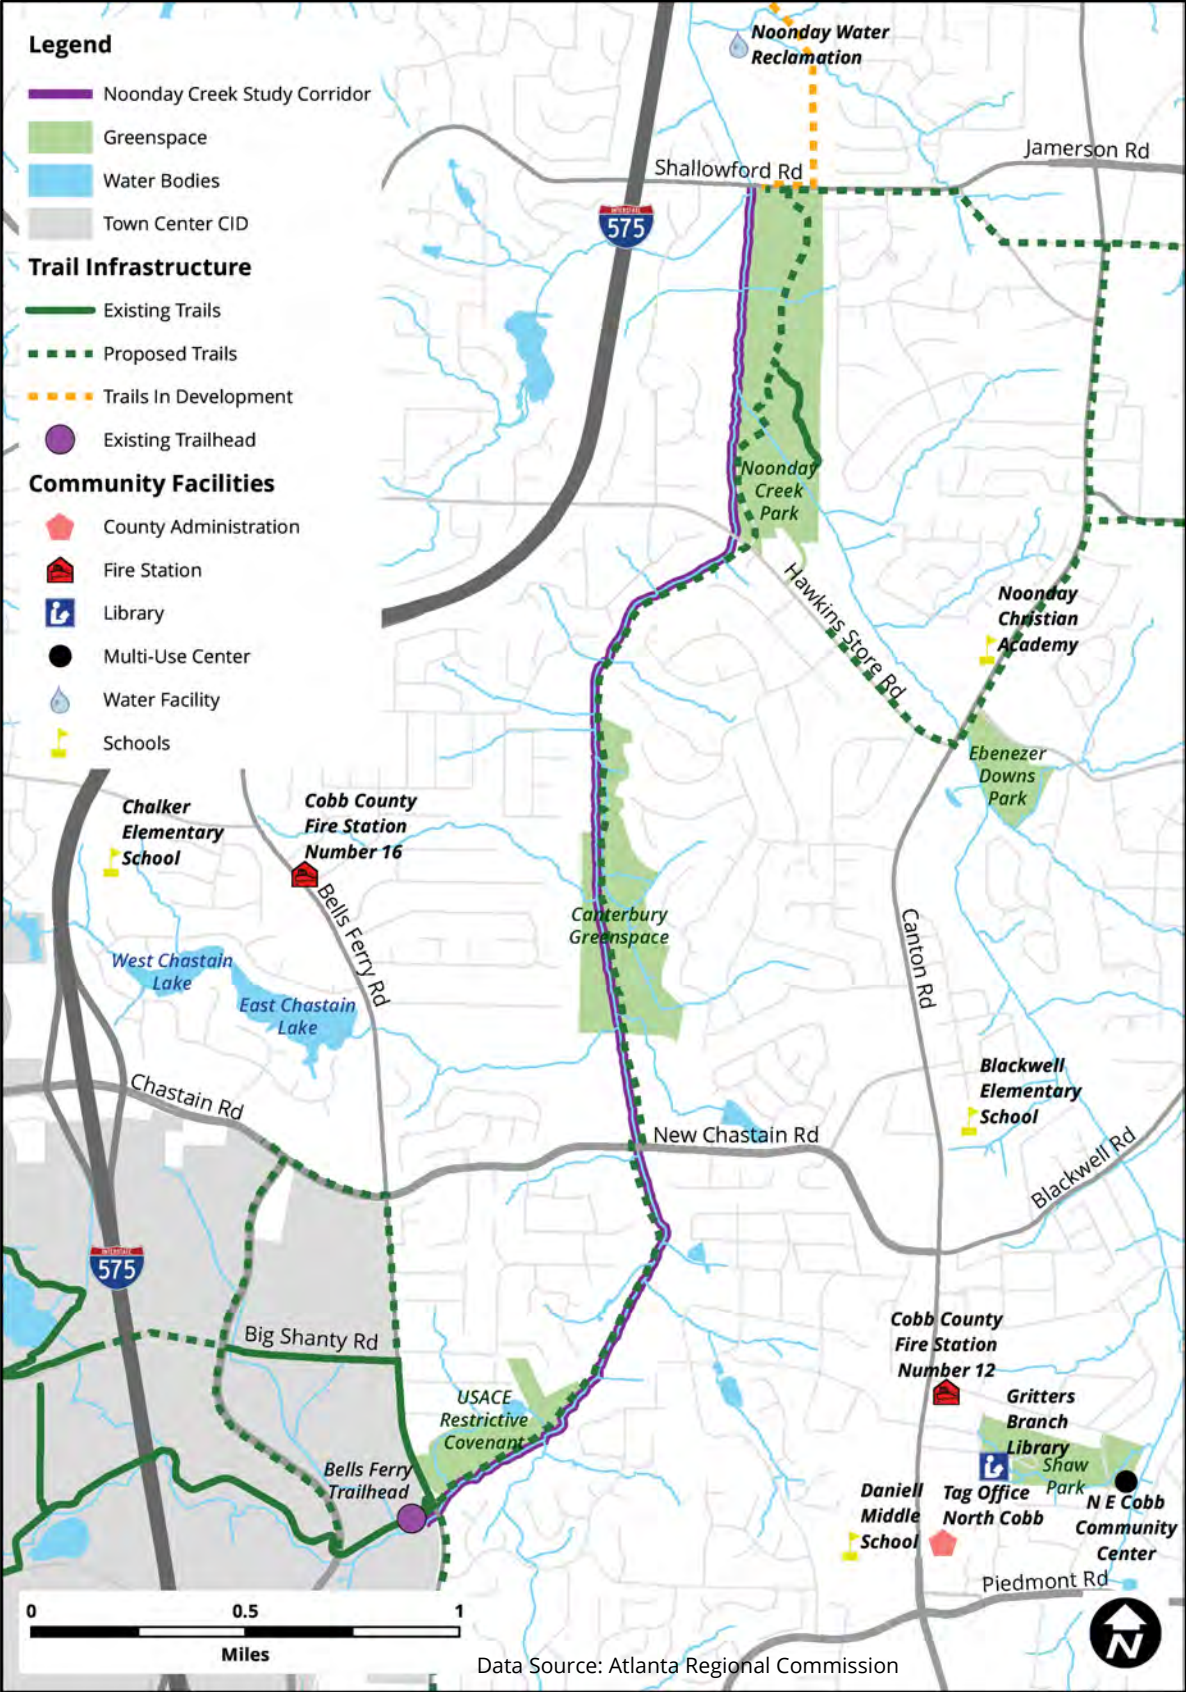 Legend
Noonday Creek Study Corridor
Greenspace
Water Bodies
Town Center CID
Trail Infrastructure
Existing Trails
Proposed Trails
Trails In Development
Existing Trailhead
Community Facilities
County Administration
Fire Station
Library
Multi-Use Center
Water Facility
Schools
Noonday Water
Reclamation
Shallowford Rd
Jamerson Rd
INTERSTATE
575
Noonday
Creek
Park
Hawkins Store Rd
Noonday
Christian
Academy
Ebenezer
Downs
Park
Chalker
Elementary
School
Cobb County
Fire Station
Number 16
Bells Ferry Rd
West Chastain
Lake
East Chastain
Lake
Canterbury
Greenspace
Canton Rd
Chastain Rd
New Chastain Rd
Blackwell
Elementary
School
Blackwell Rd
INTERSTATE
575
Big Shanty Rd
USACE
Restrictive
Covenant
Bells Ferry
Trailhead
Cobb County
Fire Station
Number 12
Gritters
Branch
Library
Shaw
Park
Daniell
Middle
School
Tag Office
North Cobb
N E Cobb
Community
Center
Piedmont Rd
0 0.5 1
Miles
N
Data Source: Atlanta Regional Commission